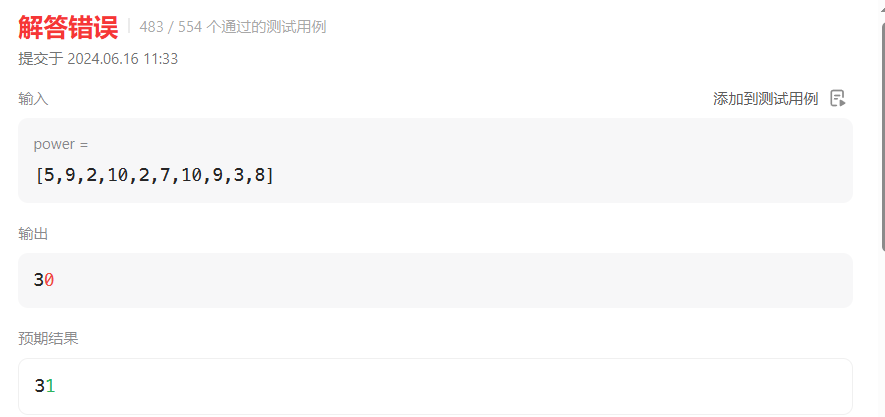 解答错误 | 483 / 554 个通过的测试用例
提交于 2024.06.16 11:33
输入 添加到测试用例
power =
[5,9,2,10,2,7,10,9,3,8]
输出
30
预期结果
31